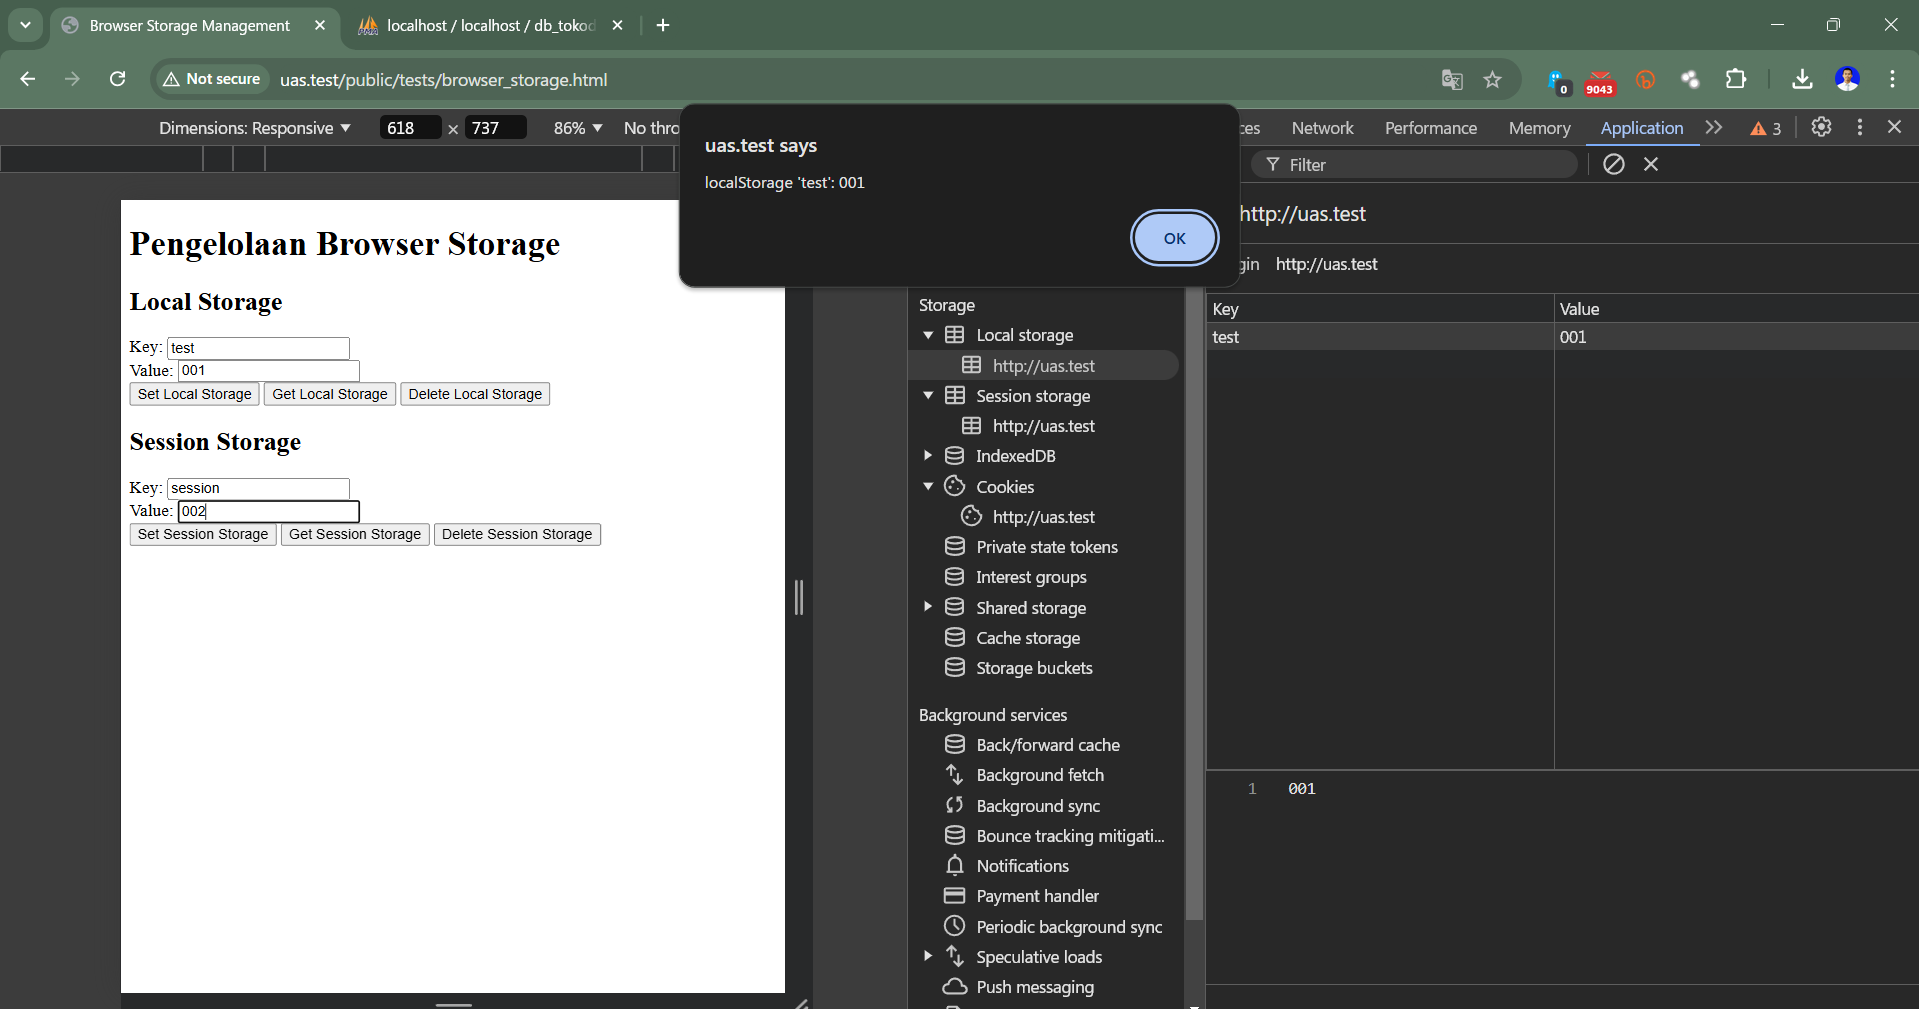 Browser Storage Management
localhost / localhost / db_tokod
Not secure
uas.test/public/tests/browser_storage.html
0
9043
Dimensions: Responsive
618 x 737
86%
No thro
Network
Performance
Memory
Application
3
uas.test says
localStorage 'test': 001
OK
Filter
http://uas.test
gin http://uas.test
Pengelolaan Browser Storage
Local Storage
Key: test
Value: 001
Set Local Storage
Get Local Storage
Delete Local Storage
Session Storage
Key: session
Value: 002
Set Session Storage
Get Session Storage
Delete Session Storage
Storage
Local storage
http://uas.test
Session storage
http://uas.test
IndexedDB
Cookies
http://uas.test
Private state tokens
Interest groups
Shared storage
Cache storage
Storage buckets
Background services
Back/forward cache
Background fetch
Background sync
Bounce tracking mitigati...
Notifications
Payment handler
Periodic background sync
Speculative loads
Push messaging
Key Value
test 001
1 001